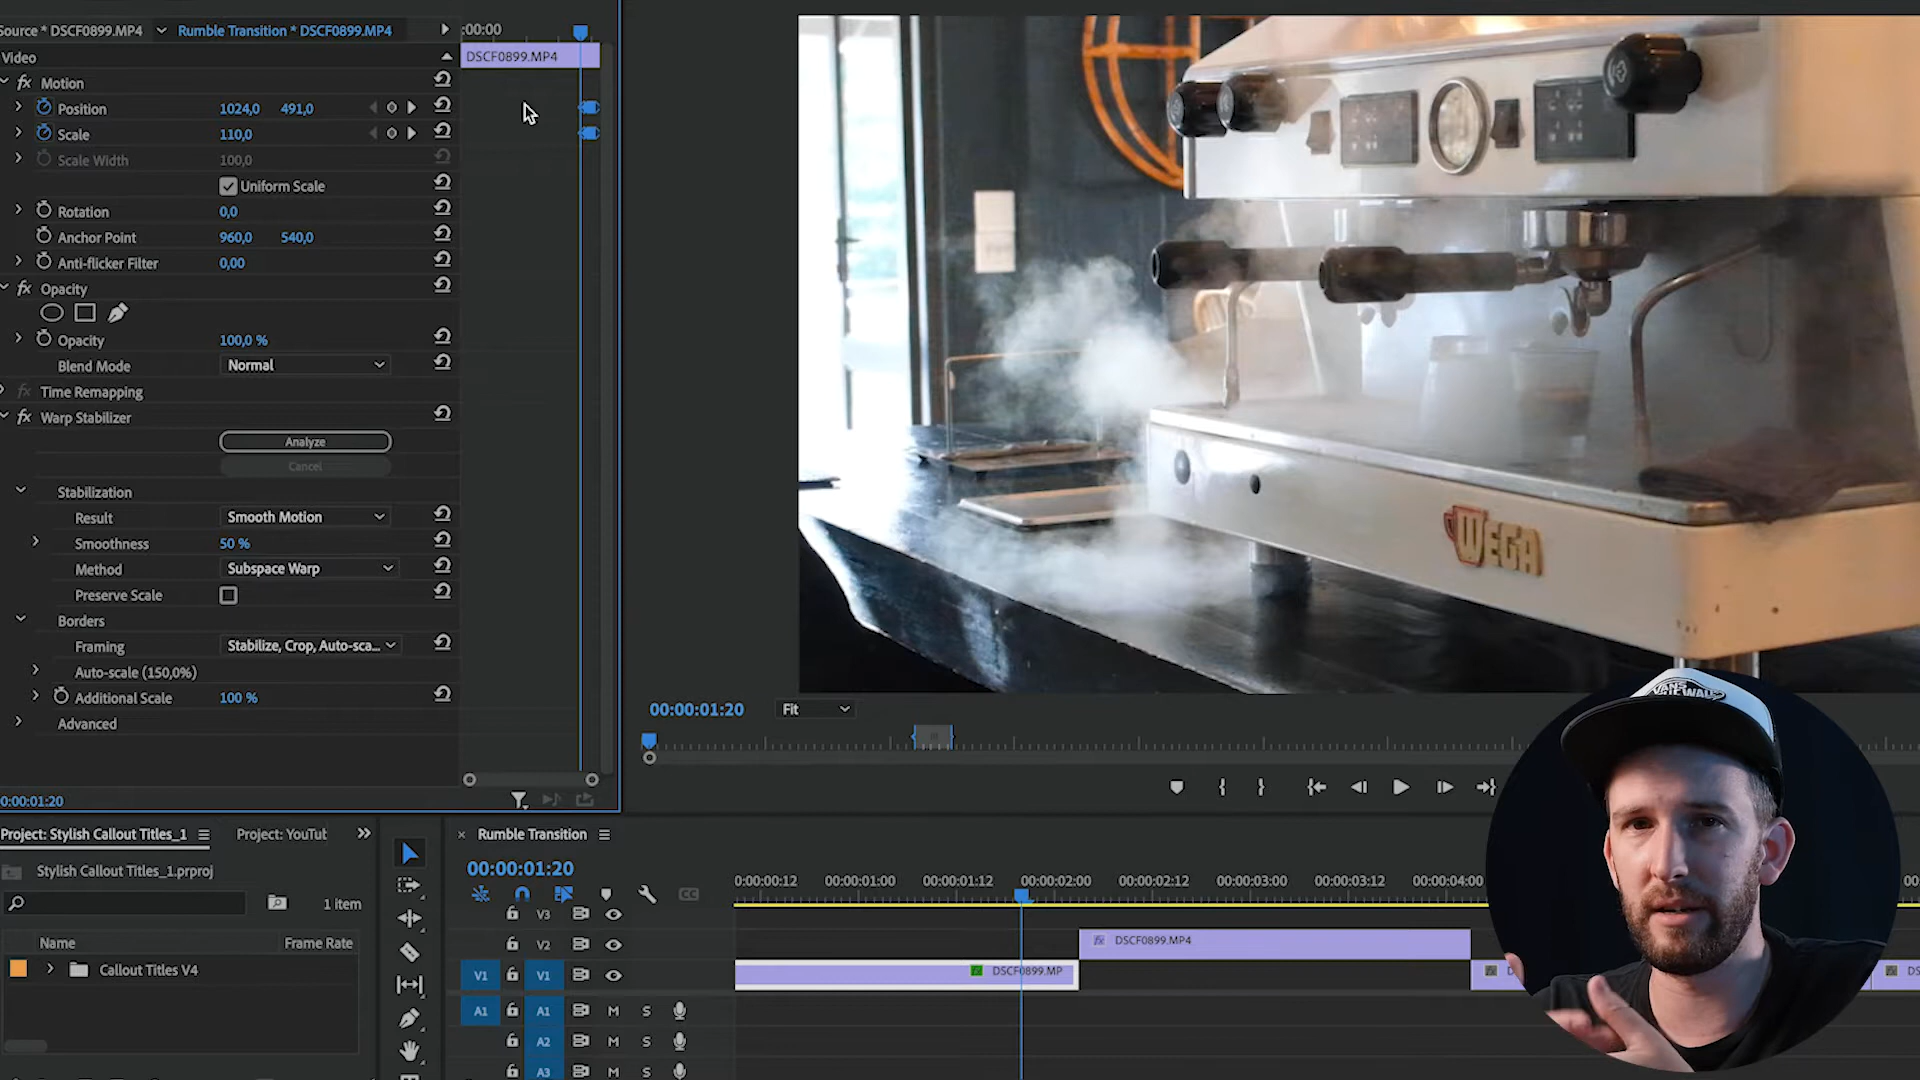 Source * DSCF0899.MP4
Rumble Transition * DSCF0899.MP4
:00:00
Video
DSCF0899.MP4
fx Motion
Position 1024,0 491,0
Scale 110,0
Scale Width 100,0
Uniform Scale
Rotation 0,0
Anchor Point 960,0 540,0
Anti-flicker Filter 0,00
fx Opacity
Opacity 100,0 %
Blend Mode Normal
fx Time Remapping
fx Warp Stabilizer
Analyze
Cancel
Stabilization
Result Smooth Motion
Smoothness 50 %
Method Subspace Warp
Preserve Scale
Borders
Framing Stabilize, Crop, Auto-sca...
Auto-scale (150,0%)
Additional Scale 100 %
Advanced
0:00:01:20
WEGA
00:00:01:20 Fit
VANS
Project: Stylish Callout Titles_1
Project: YouTut
Stylish Callout Titles_1.prproj
1 Item
Name Frame Rate
Callout Titles V4
× Rumble Transition
00:00:01:20
0:00:00:12 00:00:01:00 00:00:01:12 00:00:02:00 00:00:02:12 00:00:03:00 00:00:03:12 00:00:04:00
V3
V2
fx DSCF0899.MP4
V1 V1
DSCF0899.MP
DS
A1 A1 M S
A2 M S
A3 M S